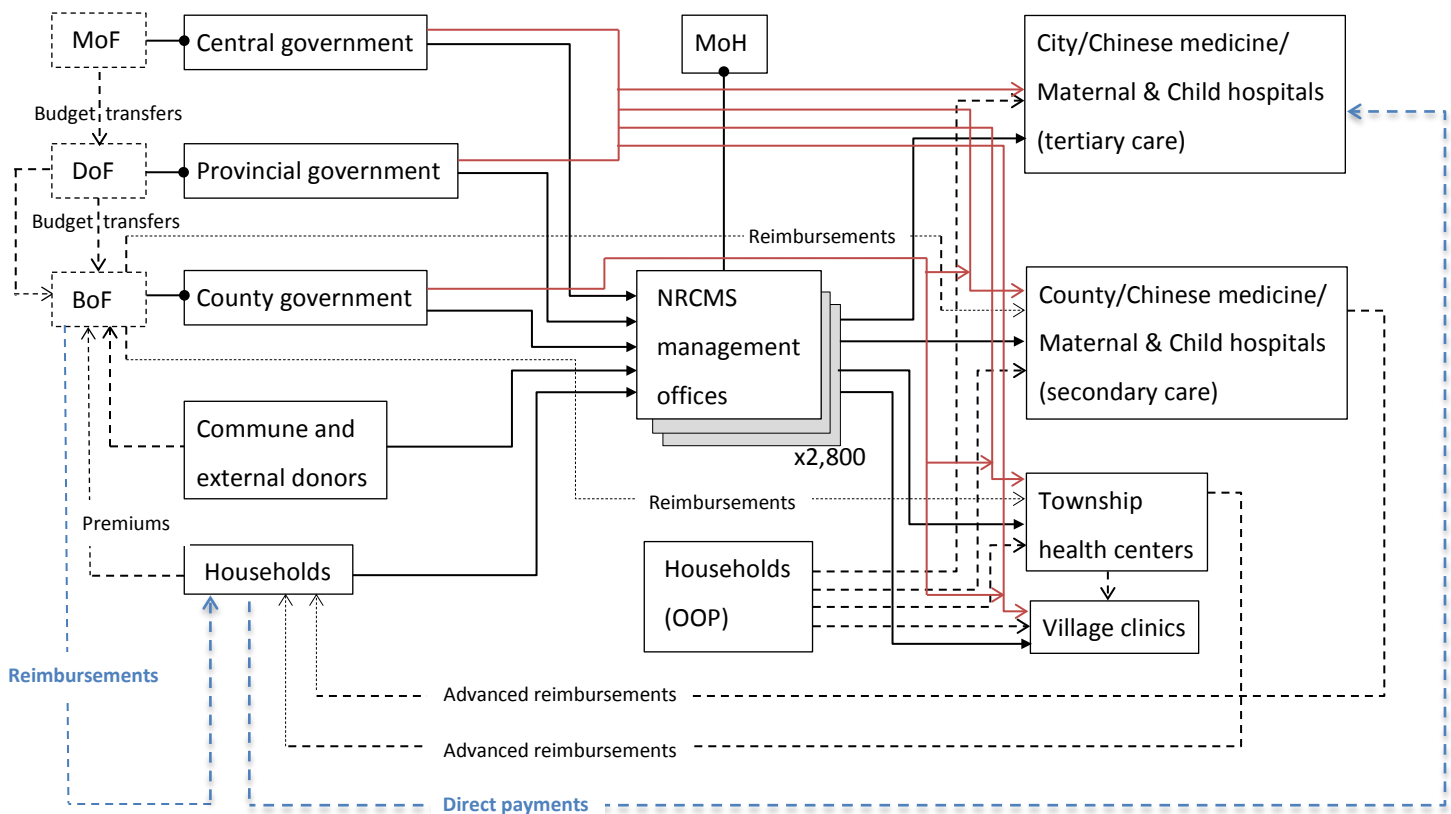 MoF
Central government
MoH
City/Chinese medicine/
Maternal & Child hospitals
(tertiary care)
Budget transfers
DoF
Provincial government
Budget transfers
Reimbursements
BoF
County government
NRCMS
management
offices
x2,800
County/Chinese medicine/
Maternal & Child hospitals
(secondary care)
Commune and
external donors
Reimbursements
Township
health centers
Premiums
Households
Households
(OOP)
Village clinics
Reimbursements
Advanced reimbursements
Advanced reimbursements
Direct payments